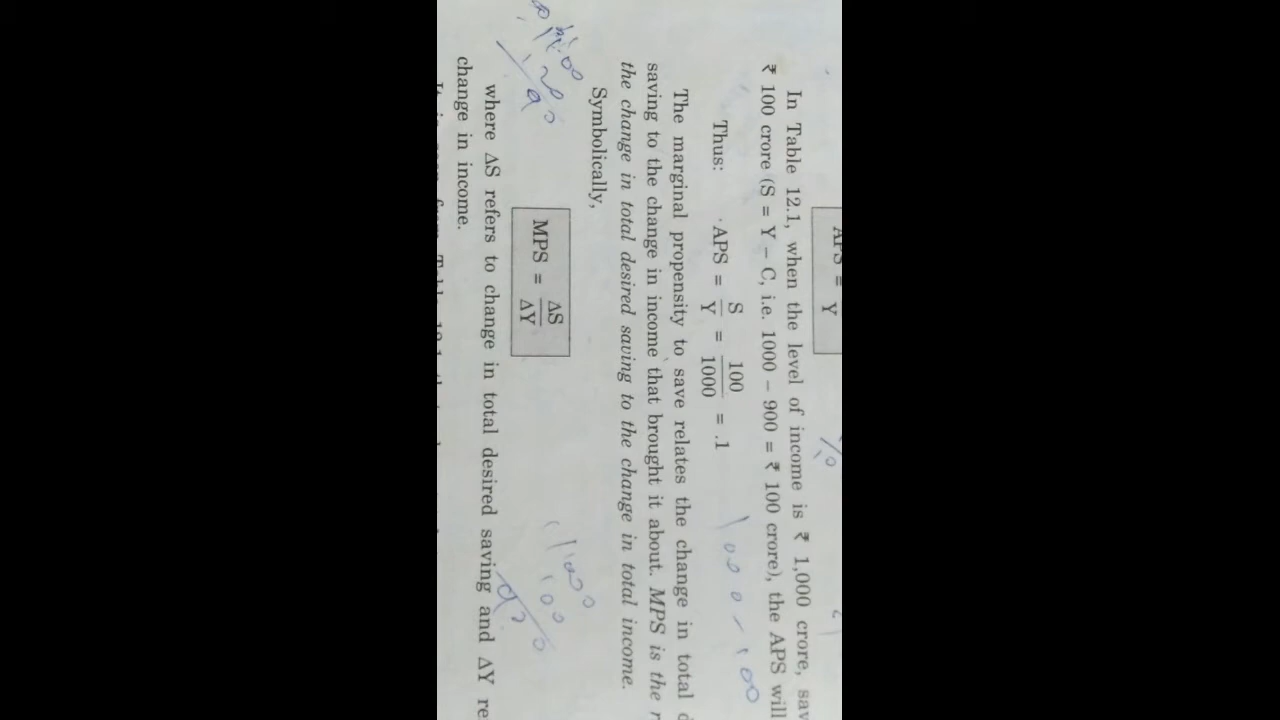 APS = Y
In Table 12.1, when the level of income is ₹ 1,000 crore, sav
₹ 100 crore (S = Y – C, i.e. 1000 – 900 = ₹ 100 crore), the APS will
Thus: APS = S/Y = 100/1000 = .1
1000 - 100
The marginal propensity to save relates the change in total d
saving to the change in income that brought it about. MPS is the r
the change in total desired saving to the change in total income.
Symbolically,
MPS = ΔS/ΔY
where ΔS refers to change in total desired saving and ΔY re
change in income.